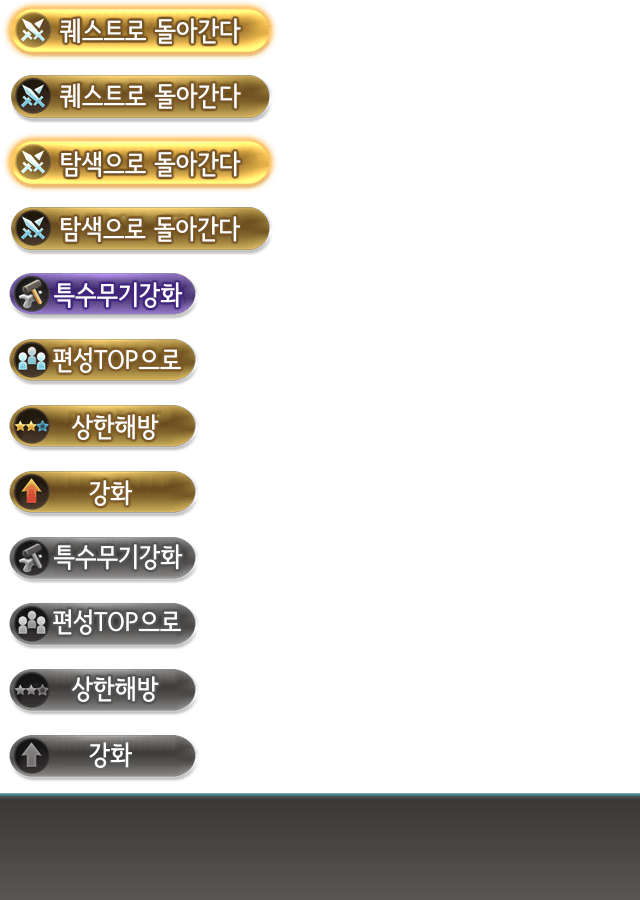 퀘스트로 돌아간다
퀘스트로 돌아간다
탐색으로 돌아간다
탐색으로 돌아간다
특수무기강화
편성TOP으로
상한해방
강화
특수무기강화
편성TOP으로
상한해방
강화